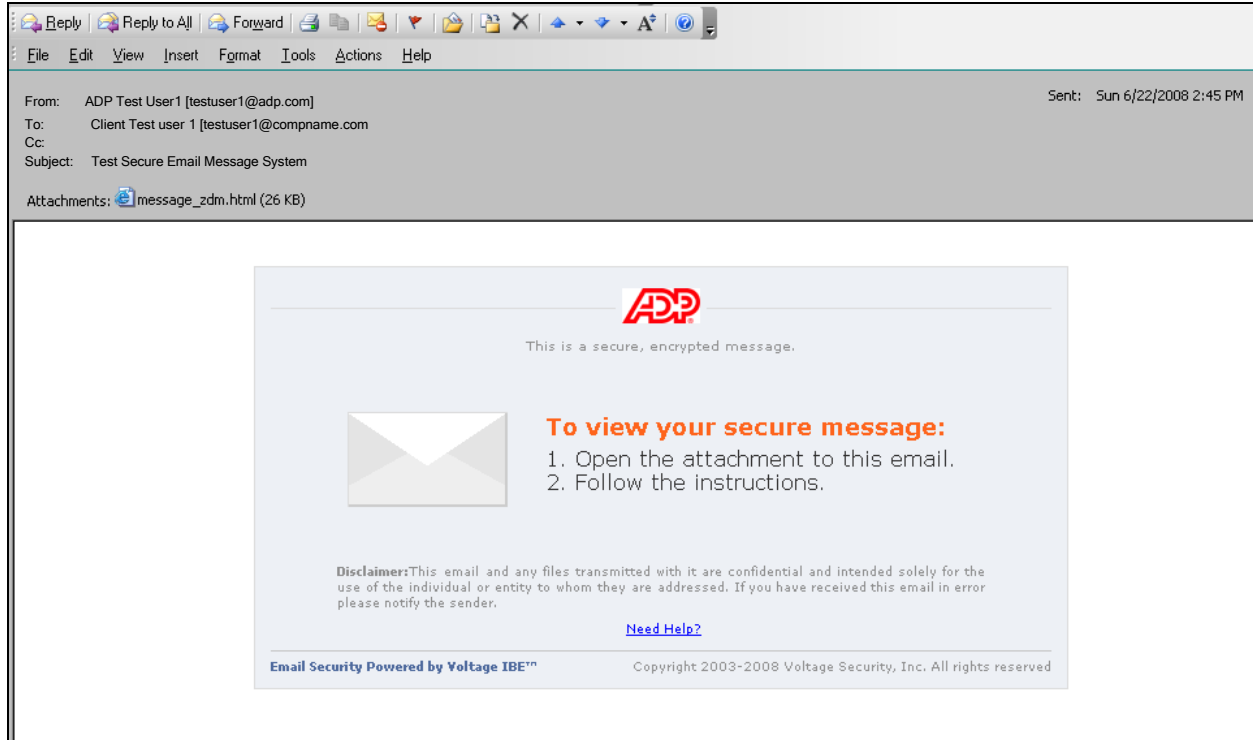 Reply Reply to All Forward
File Edit View Insert Format Tools Actions Help
From: ADP Test User1 [testuser1@adp.com] Sent: Sun 6/22/2008 2:45 PM
To: Client Test user 1 [testuser1@compname.com
Cc:
Subject: Test Secure Email Message System
Attachments: message_zdm.html (26 KB)
ADP
This is a secure, encrypted message.
To view your secure message:
1. Open the attachment to this email.
2. Follow the instructions.
Disclaimer:This email and any files transmitted with it are confidential and intended solely for the
use of the individual or entity to whom they are addressed. If you have received this email in error
please notify the sender.
Need Help?
Email Security Powered by Voltage IBE™ Copyright 2003-2008 Voltage Security, Inc. All rights reserved